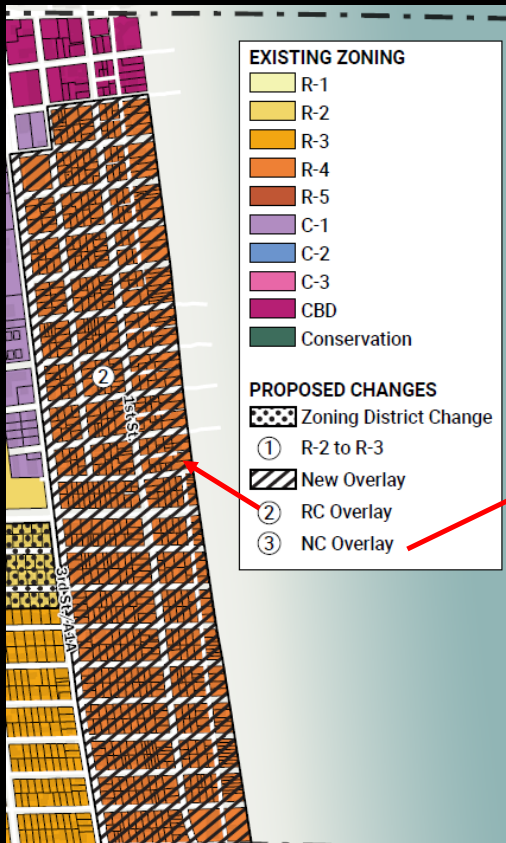 EXISTING ZONING
R-1
R-2
R-3
R-4
R-5
C-1
C-2
C-3
CBD
Conservation
PROPOSED CHANGES
Zoning District Change
1 R-2 to R-3
New Overlay
2 RC Overlay
3 NC Overlay
2
1st St.
3rd St./A1A